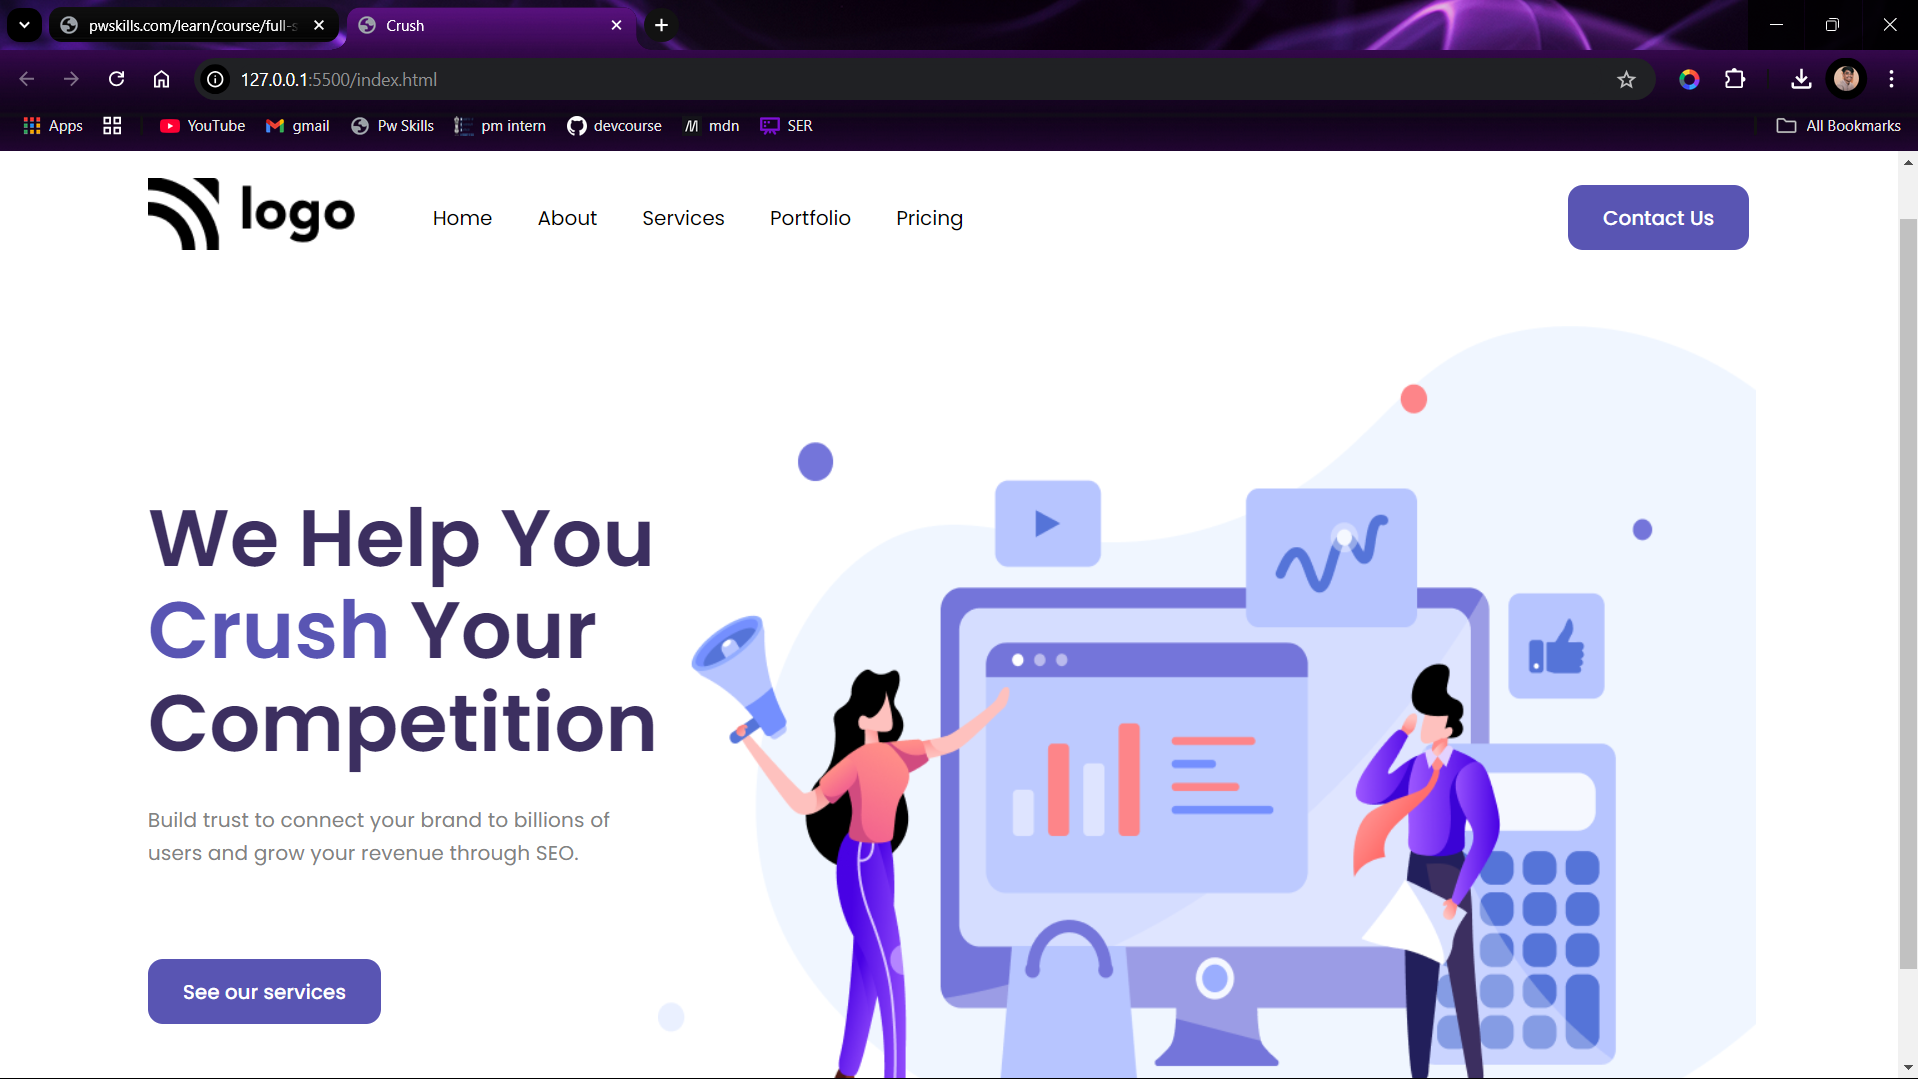 pwskills.com/learn/course/full-s
Crush
127.0.0.1:5500/index.html
Apps
YouTube
gmail
Pw Skills
pm intern
devcourse
mdn
SER
All Bookmarks
logo
Home
About
Services
Portfolio
Pricing
Contact Us
We Help You
Crush Your
Competition
Build trust to connect your brand to billions of
users and grow your revenue through SEO.
See our services